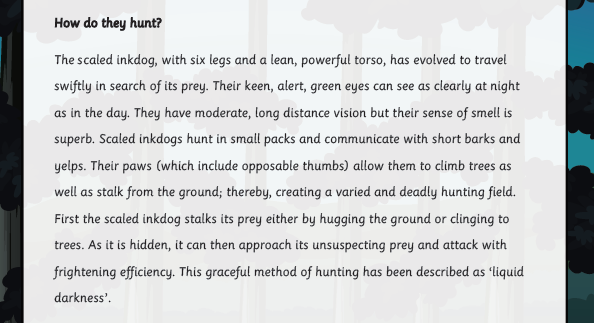 How do they hunt?
The scaled inkdog, with six legs and a lean, powerful torso, has evolved to travel
swiftly in search of its prey. Their keen, alert, green eyes can see as clearly at night
as in the day. They have moderate, long distance vision but their sense of smell is
superb. Scaled inkdogs hunt in small packs and communicate with short barks and
yelps. Their paws (which include opposable thumbs) allow them to climb trees as
well as stalk from the ground; thereby, creating a varied and deadly hunting field.
First the scaled inkdog stalks its prey either by hugging the ground or clinging to
trees. As it is hidden, it can then approach its unsuspecting prey and attack with
frightening efficiency. This graceful method of hunting has been described as ‘liquid
darkness’.